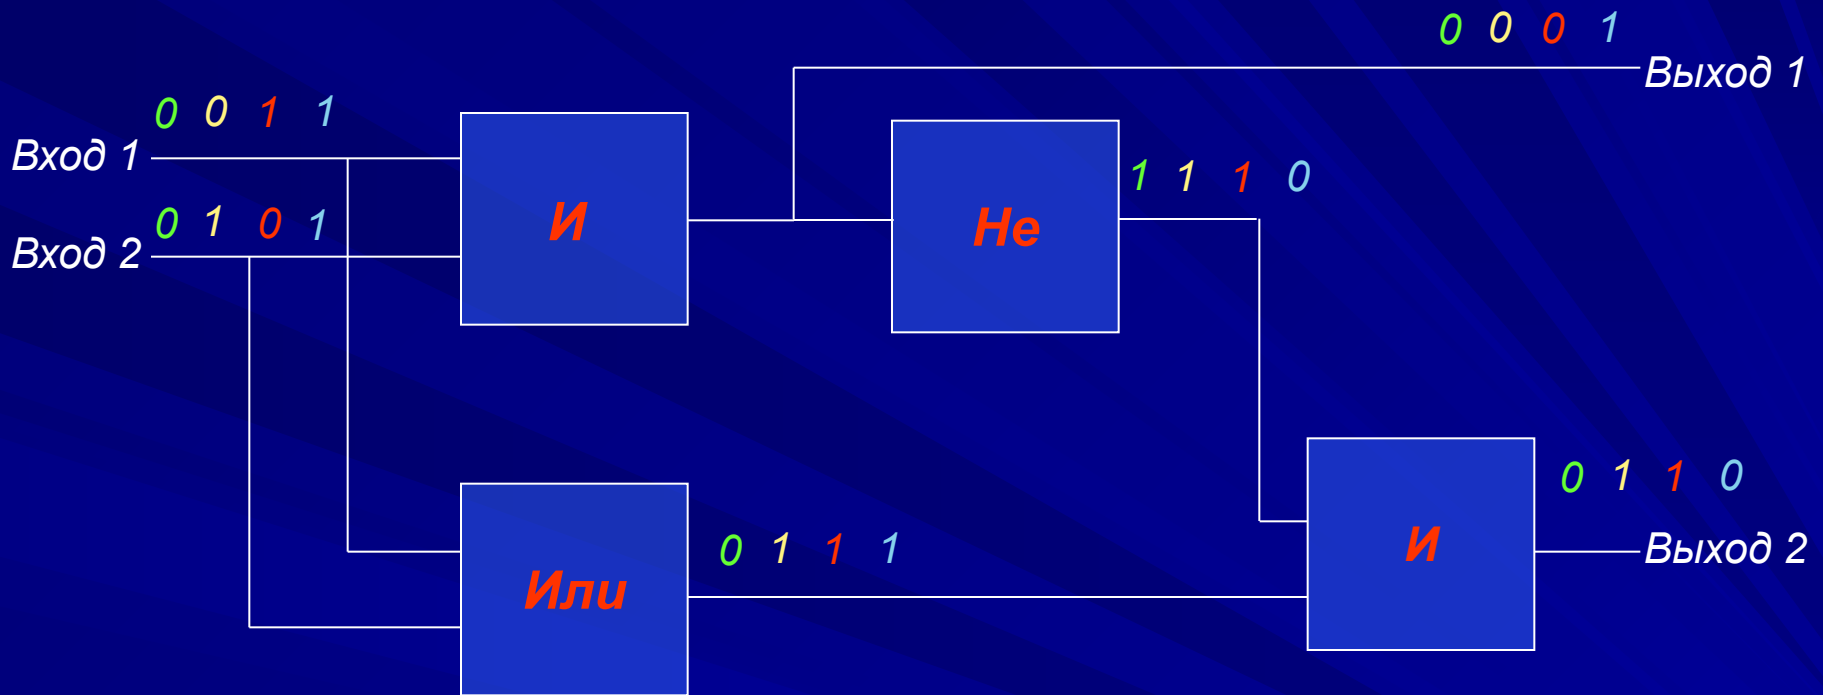 0 0 0 1
Выход 1
0 0 1 1
Вход 1
0 1 0 1
Вход 2
И
Не
1 1 1 0
Или
0 1 1 1
И
0 1 1 0
Выход 2